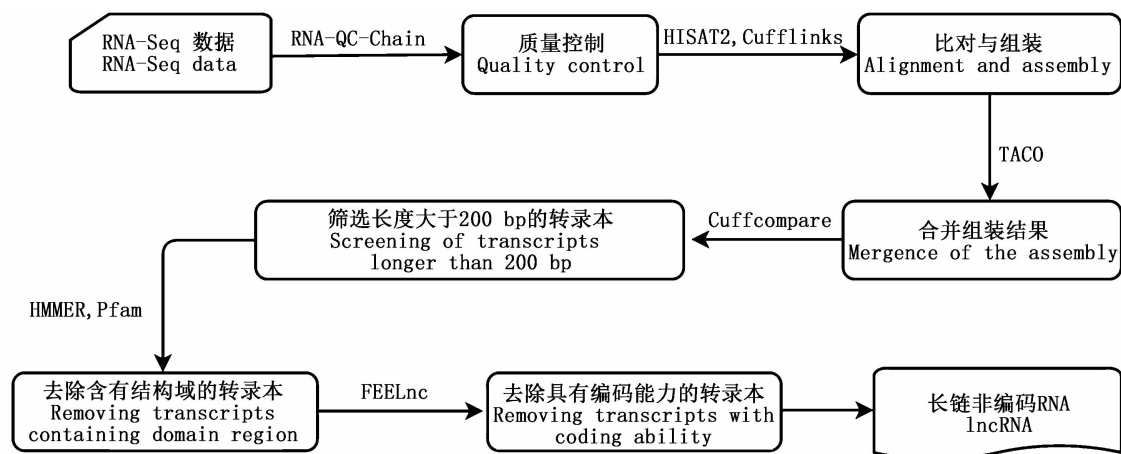 RNA-Seq 数据
RNA-Seq data
RNA-QC-Chain
质量控制
Quality control
HISAT2,Cufflinks
比对与组装
Alignment and assembly
TACO
合并组装结果
Mergence of the assembly
Cuffcompare
筛选长度大于200 bp的转录本
Screening of transcripts
longer than 200 bp
HMMER,Pfam
去除含有结构域的转录本
Removing transcripts
containing domain region
FEELnc
去除具有编码能力的转录本
Removing transcripts with
coding ability
长链非编码RNA
lncRNA